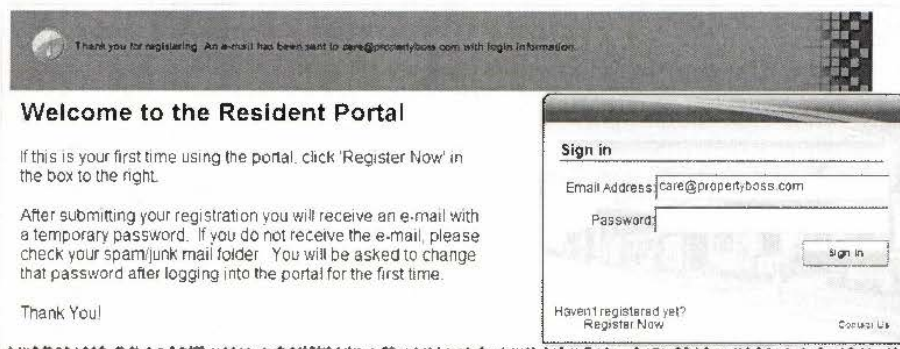 Thank you for registering. An e-mail has been sent to care@propertyboss.com with login information.
Welcome to the Resident Portal
If this is your first time using the portal, click 'Register Now' in
the box to the right.
After submitting your registration you will receive an e-mail with
a temporary password. If you do not receive the e-mail, please
check your spam/junk mail folder. You will be asked to change
that password after logging into the portal for the first time.
Thank You!
Sign in
Email Address: care@propertyboss.com
Password:
sign in
Haven't registered yet?
Register Now
Contact Us